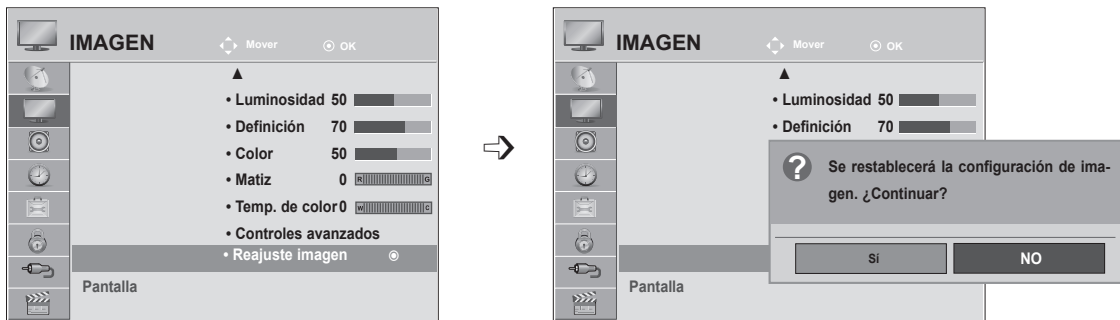 IMAGEN Mover OK
▲
• Luminosidad 50
• Definición 70
• Color 50
• Matiz 0 R G
• Temp. de color 0 W C
• Controles avanzados
• Reajuste imagen
Pantalla
IMAGEN Mover OK
▲
• Luminosidad 50
• Definición 70
? Se restablecerá la configuración de ima-
gen. ¿Continuar?
Sí NO
Pantalla